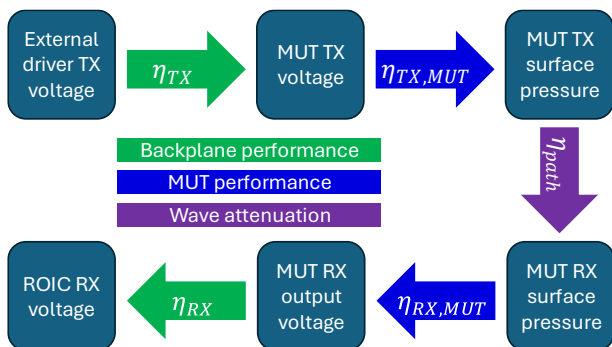 External
driver TX
voltage
η_TX
MUT TX
voltage
η_TX,MUT
MUT TX
surface
pressure
Backplane performance
MUT performance
Wave attenuation
η_path
ROIC RX
voltage
η_RX
MUT RX
output
voltage
η_RX,MUT
MUT RX
surface
pressure